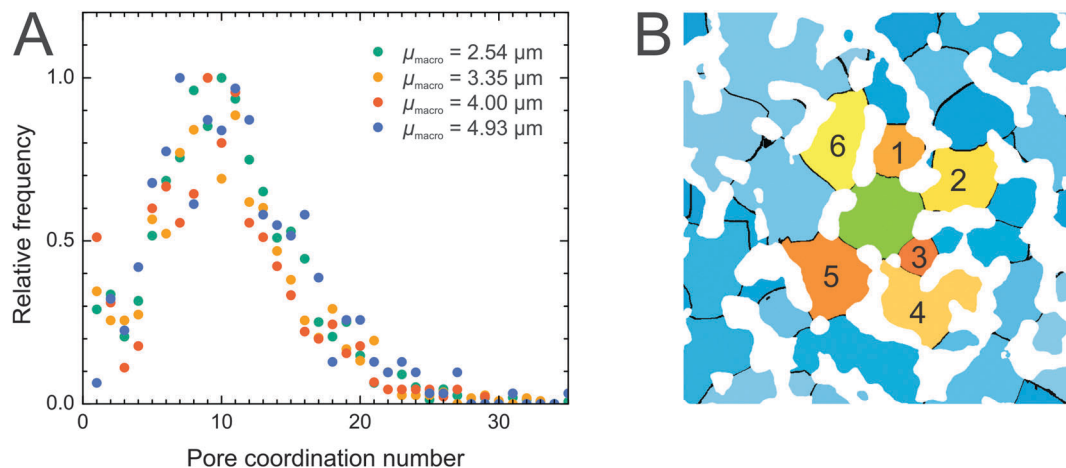 A
μmacro = 2.54 μm
μmacro = 3.35 μm
μmacro = 4.00 μm
μmacro = 4.93 μm
1.0
0.5
0.0
0 10 20 30
Relative frequency
Pore coordination number
B
6
1
2
3
5
4